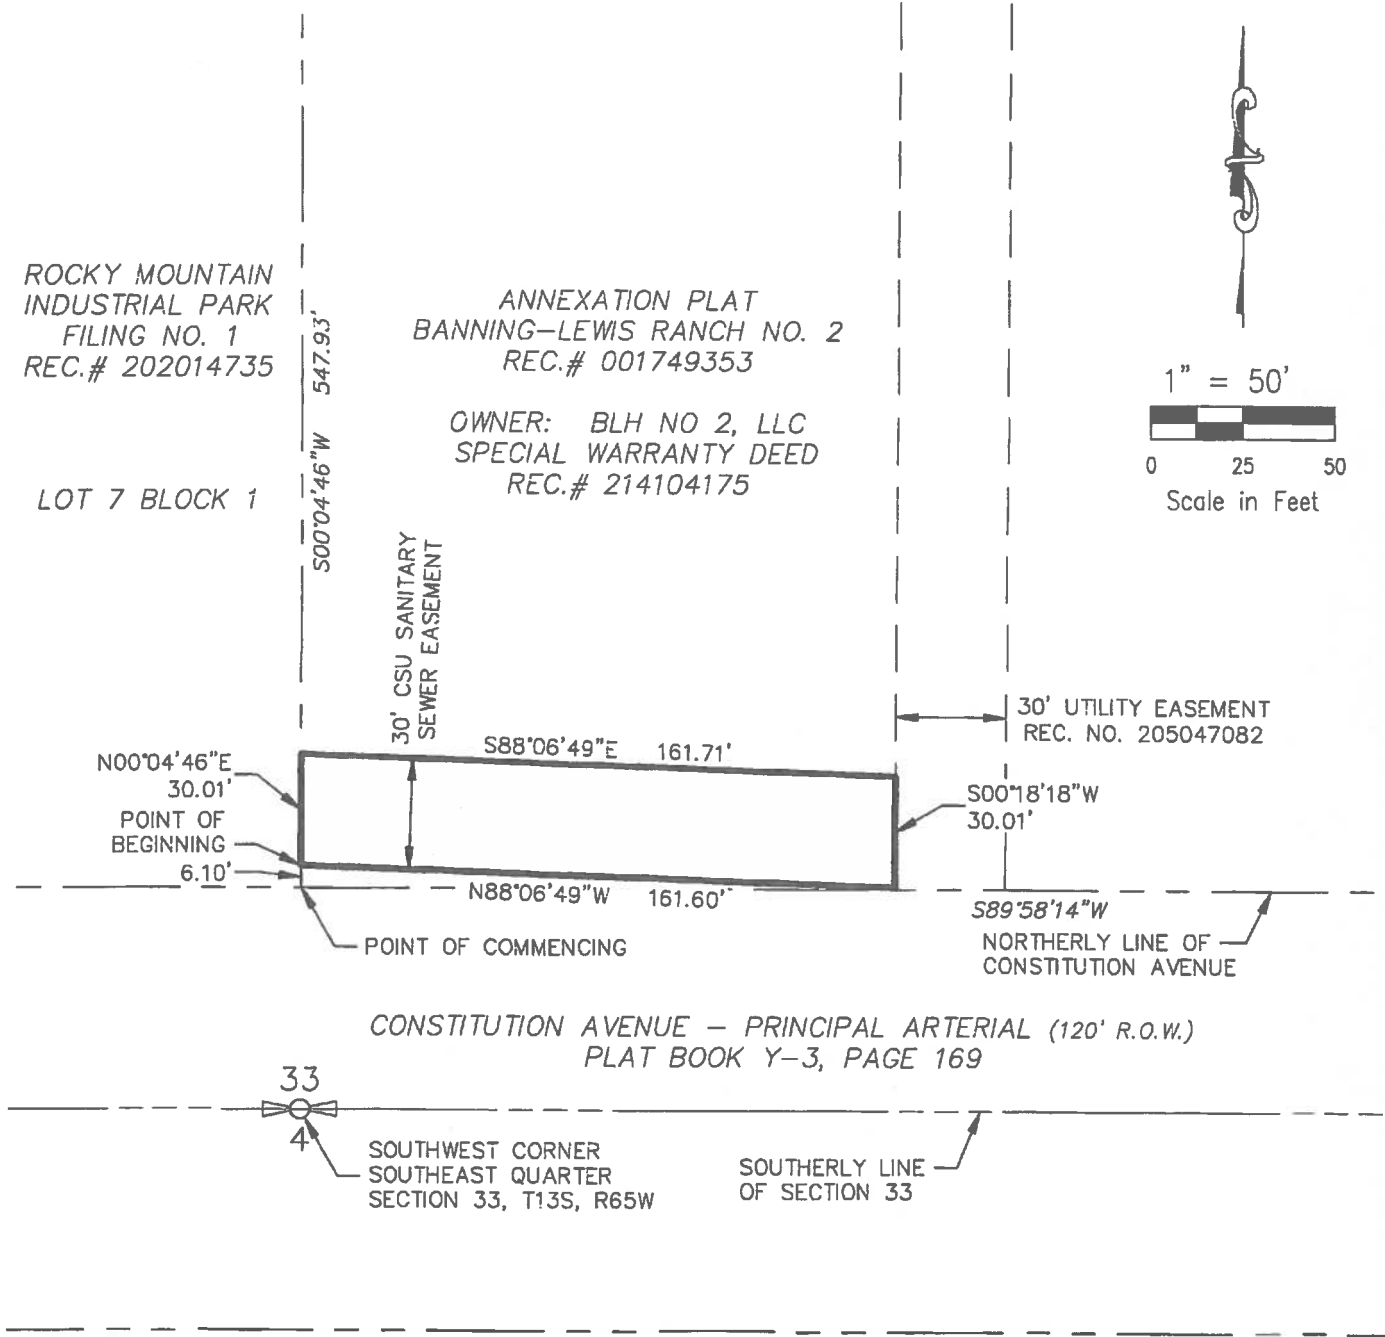 ROCKY MOUNTAIN
INDUSTRIAL PARK
FILING NO. 1
REC.# 202014735
LOT 7 BLOCK 1
S00°04'46"W 547.93'
ANNEXATION PLAT
BANNING-LEWIS RANCH NO. 2
REC.# 001749353
OWNER: BLH NO 2, LLC
SPECIAL WARRANTY DEED
REC.# 214104175
1" = 50'
0 25 50
Scale in Feet
30' CSU SANITARY
SEWER EASEMENT
30' UTILITY EASEMENT
REC. NO. 205047082
S88°06'49"E 161.71'
N00°04'46"E
30.01'
POINT OF
BEGINNING
6.10'
S00°18'18"W
30.01'
N88°06'49"W 161.60'
S89°58'14"W
POINT OF COMMENCING
NORTHERLY LINE OF
CONSTITUTION AVENUE
CONSTITUTION AVENUE – PRINCIPAL ARTERIAL (120' R.O.W.)
PLAT BOOK Y-3, PAGE 169
33
4
SOUTHWEST CORNER
SOUTHEAST QUARTER
SECTION 33, T13S, R65W
SOUTHERLY LINE
OF SECTION 33